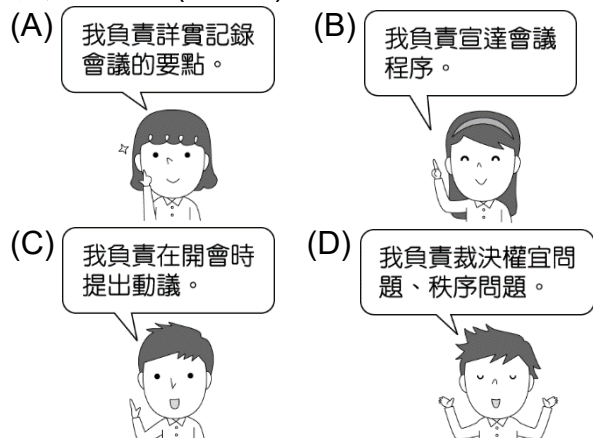 (A) 我負責詳實記錄
會議的要點。
(B) 我負責宣達會議
程序。
(C) 我負責在開會時
提出動議。
(D) 我負責裁決權宜問
題、秩序問題。